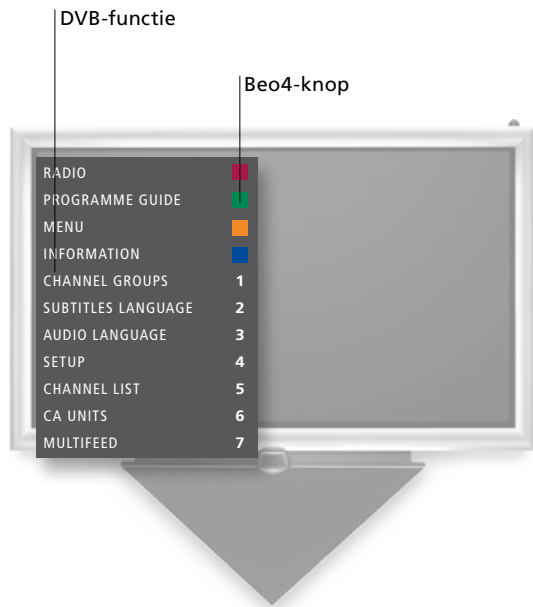 DVB-functie
Beo4-knop
RADIO
PROGRAMME GUIDE
MENU
INFORMATION
CHANNEL GROUPS 1
SUBTITLES LANGUAGE 2
AUDIO LANGUAGE 3
SETUP 4
CHANNEL LIST 5
CA UNITS 6
MULTIFEED 7